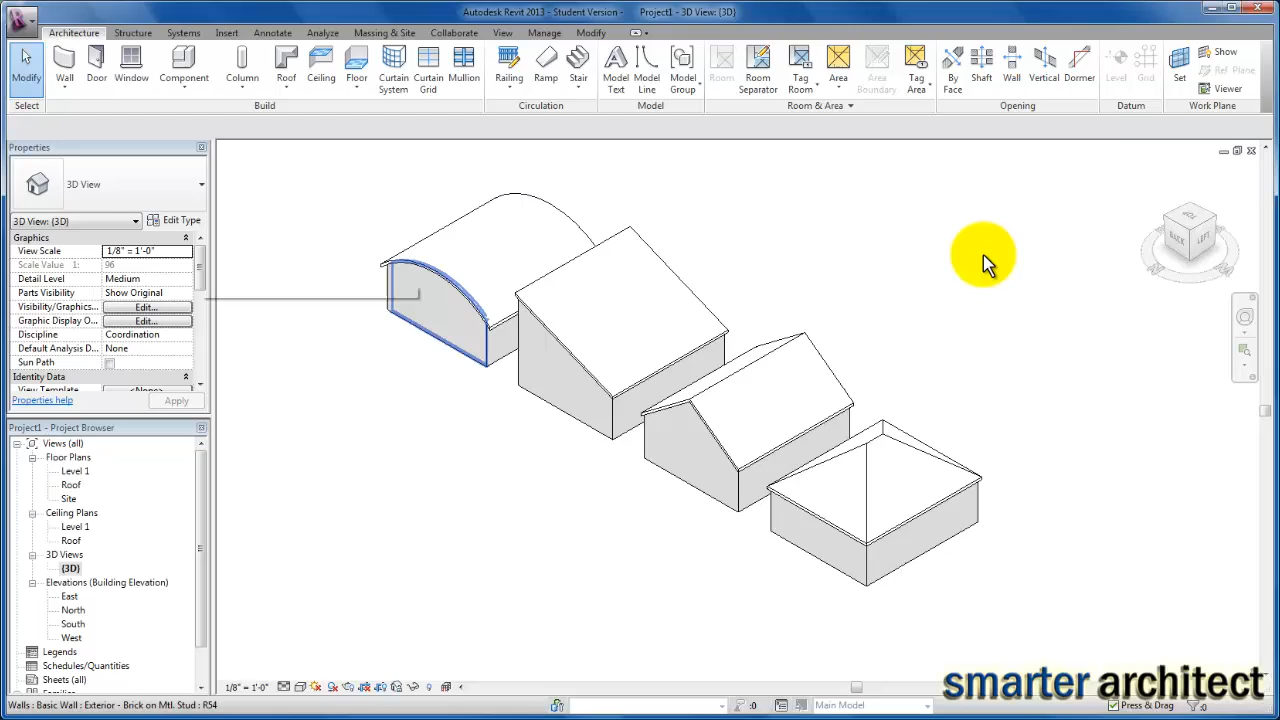 Autodesk Revit 2013 - Student Version - Project1 - 3D View: {3D}
Architecture Structure Systems Insert Annotate Analyze Massing & Site Collaborate View Manage Modify
Modify Wall Door Window Component Column Roof Ceiling Floor Curtain System Curtain Grid Mullion Railing Ramp Stair Model Text Model Line Model Group Room Room Separator Tag Room Area Area Boundary Tag Area By Face Shaft Wall Vertical Dormer Level Grid Set Show Ref Plane Viewer
Select Build Circulation Model Room & Area Opening Datum Work Plane
Properties
3D View
3D View: {3D} Edit Type
Graphics
View Scale 1/8" = 1'-0"
Scale Value 1: 96
Detail Level Medium
Parts Visibility Show Original
Visibility/Graphics... Edit...
Graphic Display O... Edit...
Discipline Coordination
Default Analysis D... None
Sun Path
Identity Data
View Template <None>
Properties help Apply
Project1 - Project Browser
Views (all)
Floor Plans
Level 1
Roof
Site
Ceiling Plans
Level 1
Roof
3D Views
{3D}
Elevations (Building Elevation)
East
North
South
West
Legends
Schedules/Quantities
Sheets (all)
Families
TOP
BACK LEFT
1/8" = 1'-0"
smarter architect
Walls : Basic Wall : Exterior - Brick on Mtl. Stud : R54 :0 Main Model Press & Drag :0